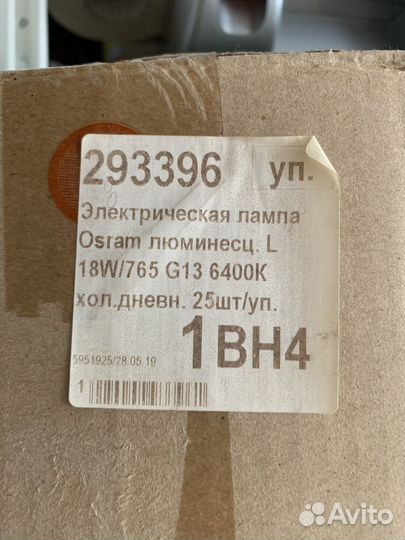 293396 уп.
Электрическая лампа
Osram люминесц. L
18W/765 G13 6400К
хол.дневн. 25шт/уп.
1ВН4
5951925/28.05.19
1
Avito